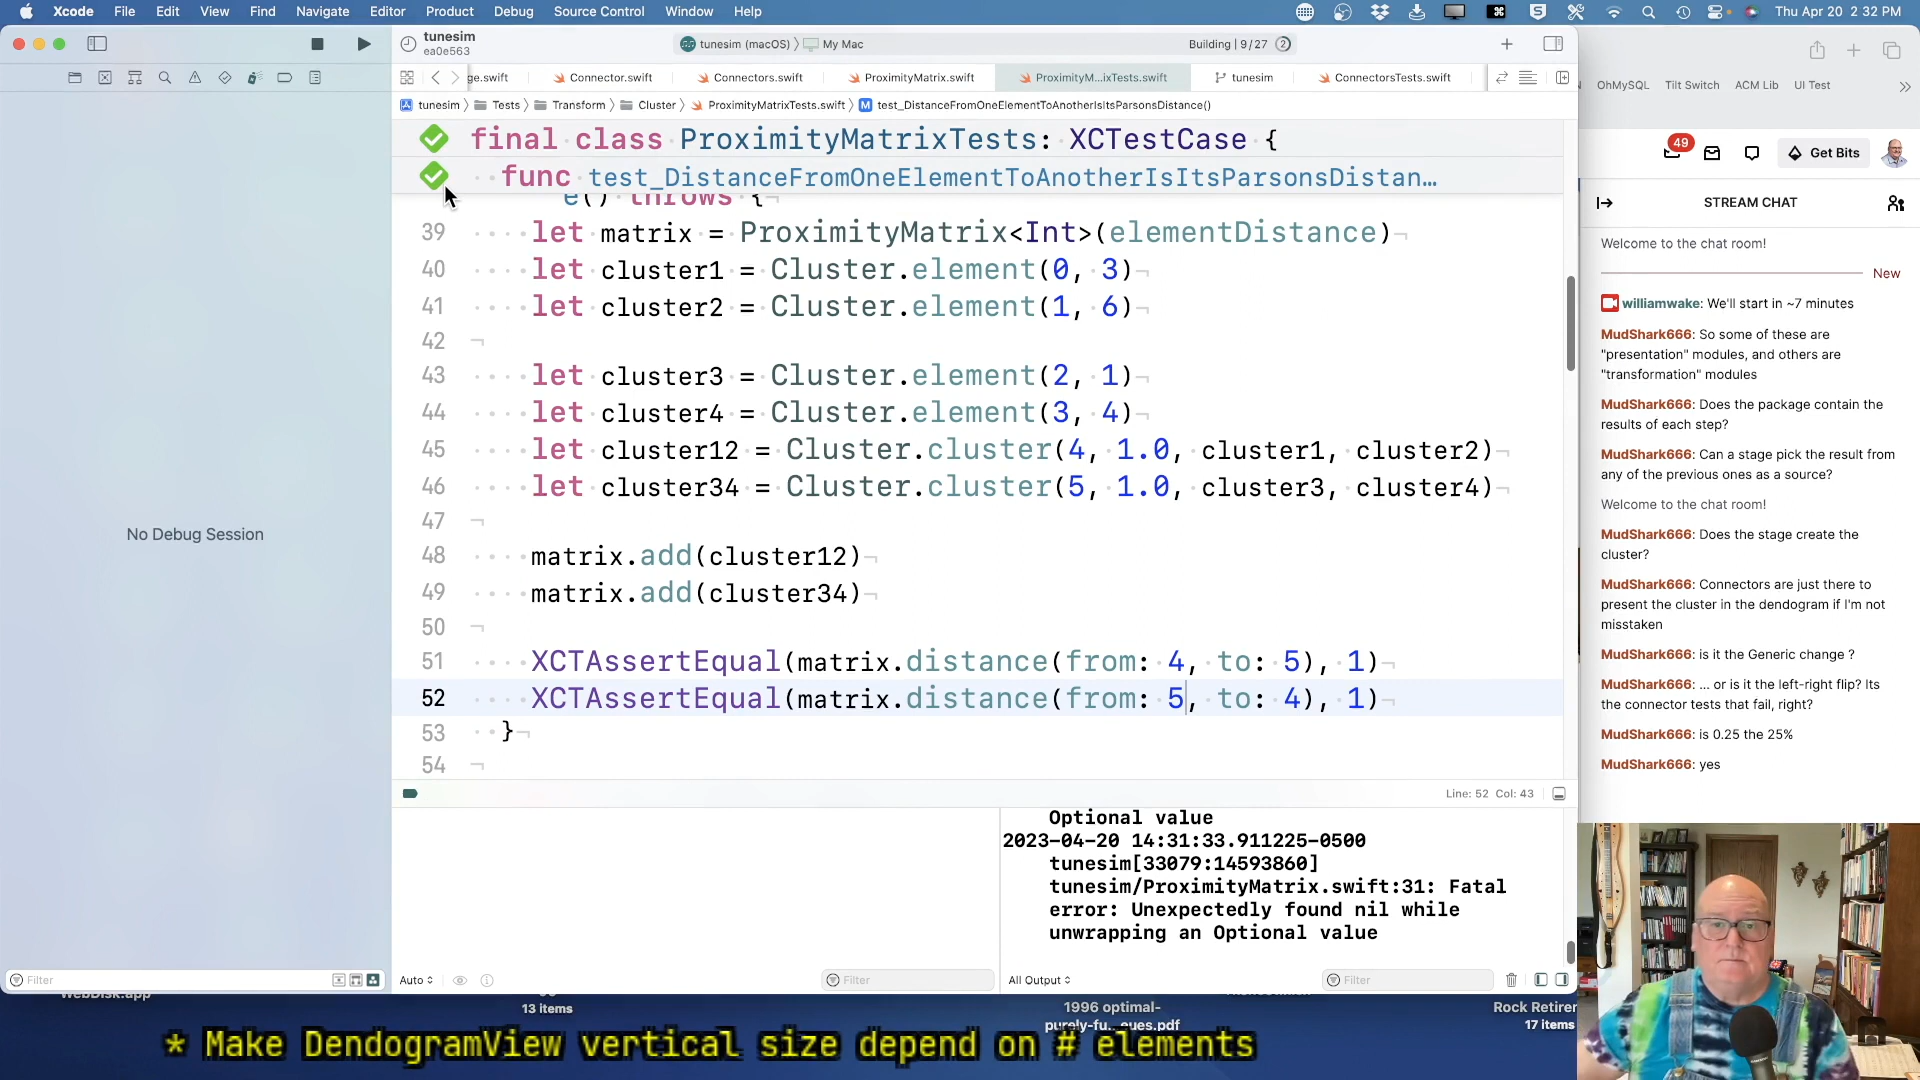 Xcode File Edit View Find Navigate Editor Product Debug Source Control Window Help Thu Apr 20 2:32 PM
tunesim
ea0e563
tunesim (macOS) My Mac Building | 9/27 2
ge.swift Connector.swift Connectors.swift ProximityMatrix.swift ProximityM...ixTests.swift tunesim ConnectorsTests.swift
tunesim Tests Transform Cluster ProximityMatrixTests.swift M test_DistanceFromOneElementToAnotherIsItsParsonsDistance()
final class ProximityMatrixTests: XCTestCase {
func test_DistanceFromOneElementToAnotherIsItsParsonsDistan...
e() throws {
39 let matrix = ProximityMatrix<Int>(elementDistance)
40 let cluster1 = Cluster.element(0, 3)
41 let cluster2 = Cluster.element(1, 6)
42
43 let cluster3 = Cluster.element(2, 1)
44 let cluster4 = Cluster.element(3, 4)
45 let cluster12 = Cluster.cluster(4, 1.0, cluster1, cluster2)
46 let cluster34 = Cluster.cluster(5, 1.0, cluster3, cluster4)
47
48 matrix.add(cluster12)
49 matrix.add(cluster34)
50
51 XCTAssertEqual(matrix.distance(from: 4, to: 5), 1)
52 XCTAssertEqual(matrix.distance(from: 5, to: 4), 1)
53 }
54
No Debug Session
Line: 52 Col: 43
Optional value
2023-04-20 14:31:33.911225-0500
tunesim[33079:14593860]
tunesim/ProximityMatrix.swift:31: Fatal
error: Unexpectedly found nil while
unwrapping an Optional value
Filter
Auto
Filter
All Output
Filter
WebDisk.app
13 items
1996 optimal-
purely-fu...eues.pdf
Rock Retirer
17 items
* Make DendogramView vertical size depend on # elements
OhMySQL Tilt Switch ACM Lib UI Test
49
Get Bits
STREAM CHAT
Welcome to the chat room!
New
williamwake: We'll start in ~7 minutes
MudShark666: So some of these are
"presentation" modules, and others are
"transformation" modules
MudShark666: Does the package contain the
results of each step?
MudShark666: Can a stage pick the result from
any of the previous ones as a source?
Welcome to the chat room!
MudShark666: Does the stage create the
cluster?
MudShark666: Connectors are just there to
present the cluster in the dendogram if I'm not
misstaken
MudShark666: is it the Generic change ?
MudShark666: ... or is it the left-right flip? Its
the connector tests that fail, right?
MudShark666: is 0.25 the 25%
MudShark666: yes